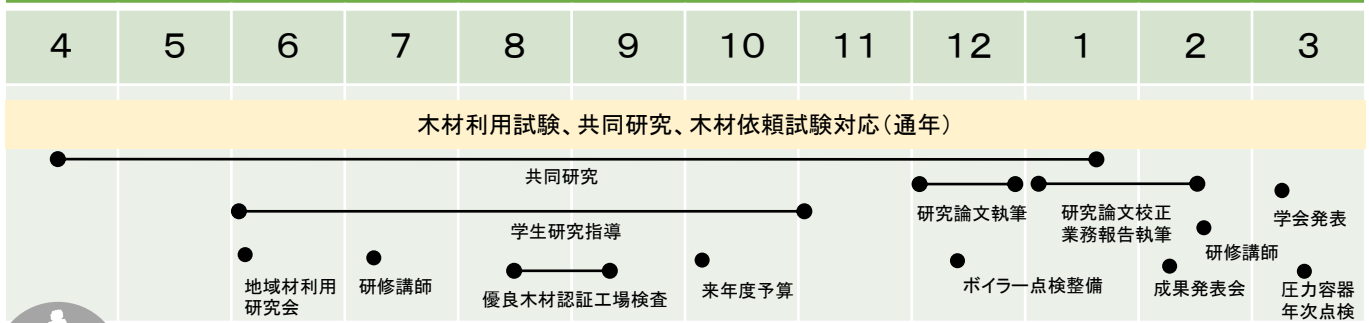 4 5 6 7 8 9 10 11 12 1 2 3
木材利用試験、共同研究、木材依頼試験対応(通年)
共同研究
学生研究指導
研究論文執筆
研究論文校正
業務報告執筆
学会発表
研修講師
地域材利用
研究会
研修講師
優良木材認証工場検査
来年度予算
ボイラー点検整備
成果発表会
圧力容器
年次点検